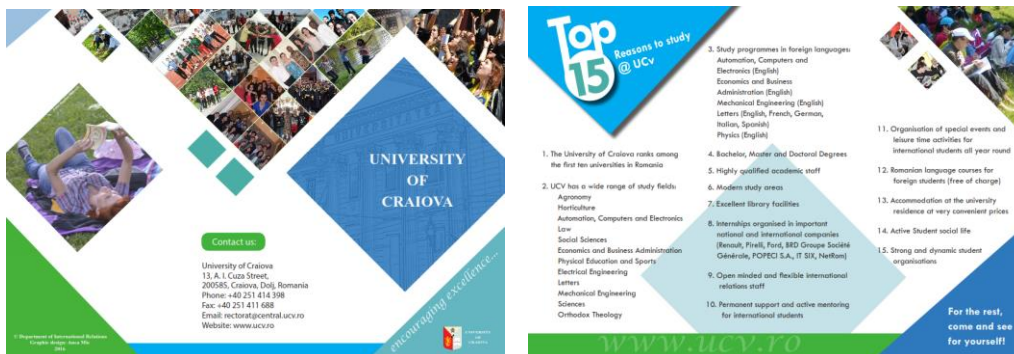 UNIVERSITY
OF
CRAIOVA
Contact us:
University of Craiova
13, A. I. Cuza Street,
200585, Craiova, Dolj, Romania
Phone: +40 251 414 398
Fax: +40 251 411 688
Email: rectorat@central.ucv.ro
Website: www.ucv.ro
encouraging excellence...
© Department of International Relations
Graphic design: Anca Tilo
2016
UNIVERSITY
OF
CRAIOVA
Top
15
Reasons to study
@ UCv
1. The University of Craiova ranks among
the first ten universities in Romania
2. UCV has a wide range of study fields:
Agronomy
Horticulture
Automation, Computers and Electronics
Law
Social Sciences
Economics and Business Administration
Physical Education and Sports
Electrical Engineering
Letters
Mechanical Engineering
Sciences
Orthodox Theology
3. Study programmes in foreign languages:
Automation, Computers and
Electronics (English)
Economics and Business
Administration (English)
Mechanical Engineering (English)
Letters (English, French, German,
Italian, Spanish)
Physics (English)
4. Bachelor, Master and Doctoral Degrees
5. Highly qualified academic staff
6. Modern study areas
7. Excellent library facilities
8. Internships organised in important
national and international companies
(Renault, Pirelli, Ford, BRD Groupe Société
Générale, POPECI S.A., IT SIX, NetRom)
9. Open minded and flexible international
relations staff
10. Permanent support and active mentoring
for international students
11. Organisation of special events and
leisure time activities for
international students all year round
12. Romanian language courses for
foreign students (free of charge)
13. Accommodation at the university
residence at very convenient prices
14. Active Student social life
15. Strong and dynamic student
organisations
For the rest,
come and see
for yourself!
www.ucv.ro